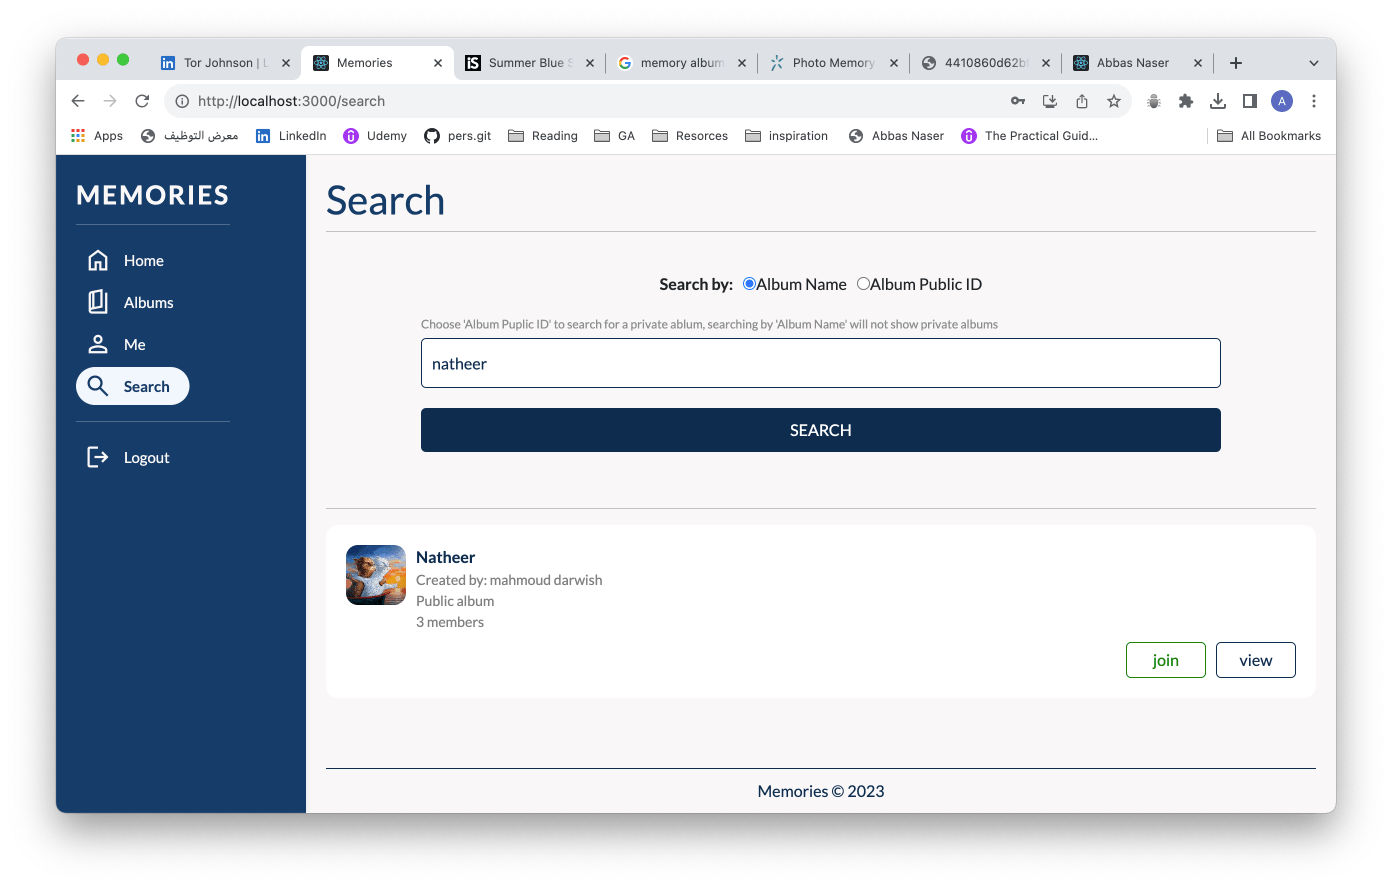 Tor Johnson | L
Memories
Summer Blue S
memory album
Photo Memory
4410860d62bf
Abbas Naser
http://localhost:3000/search
A
Apps
معرض التوظيف
LinkedIn
Udemy
pers.git
Reading
GA
Resorces
inspiration
Abbas Naser
The Practical Guid...
All Bookmarks
MEMORIES
Home
Albums
Me
Search
Logout
Search
Search by: Album Name Album Public ID
Choose 'Album Puplic ID' to search for a private ablum, searching by 'Album Name' will not show private albums
natheer
SEARCH
Natheer
Created by: mahmoud darwish
Public album
3 members
join
view
Memories © 2023